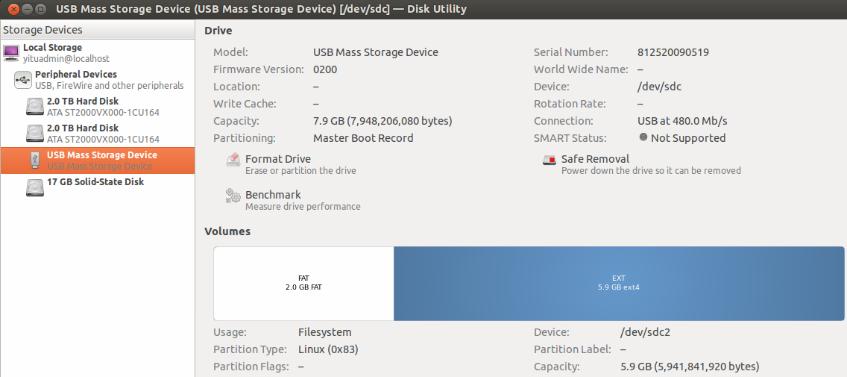 USB Mass Storage Device (USB Mass Storage Device) [/dev/sdc] — Disk Utility
Storage Devices
Local Storage
yituadmin@localhost
Peripheral Devices
USB, FireWire and other peripherals
2.0 TB Hard Disk
ATA ST2000VX000-1CU164
2.0 TB Hard Disk
ATA ST2000VX000-1CU164
USB Mass Storage Device
USB Mass Storage Device
17 GB Solid-State Disk
Drive
Model: USB Mass Storage Device Serial Number: 812520090519
Firmware Version: 0200 World Wide Name: –
Location: – Device: /dev/sdc
Write Cache: – Rotation Rate: –
Capacity: 7.9 GB (7,948,206,080 bytes) Connection: USB at 480.0 Mb/s
Partitioning: Master Boot Record SMART Status: Not Supported
Format Drive Safe Removal
Erase or partition the drive Power down the drive so it can be removed
Benchmark
Measure drive performance
Volumes
FAT EXT
2.0 GB FAT 5.9 GB ext4
Usage: Filesystem Device: /dev/sdc2
Partition Type: Linux (0x83) Partition Label: –
Partition Flags: – Capacity: 5.9 GB (5,941,841,920 bytes)